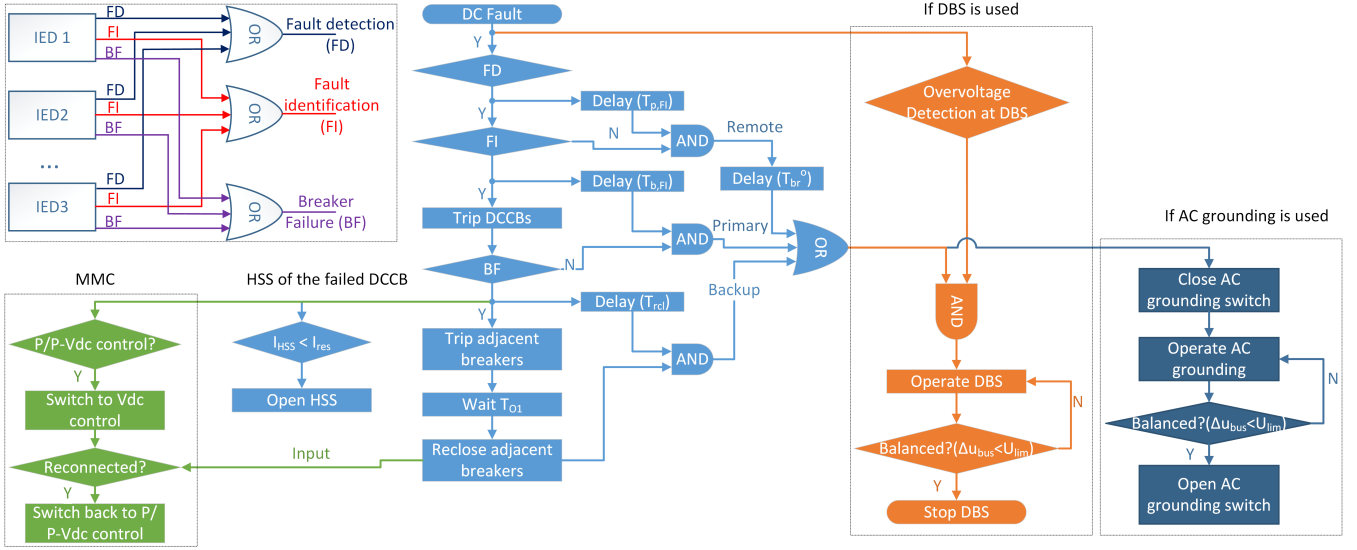 IED 1
FD
FI
BF
IED2
FD
FI
BF
...
IED3
FD
FI
BF
OR
Fault detection
(FD)
OR
Fault
identification
(FI)
OR
Breaker
Failure (BF)
DC Fault
Y
FD
Y
Delay (Tp,FI)
N
AND
Remote
FI
Delay (Tbr°)
Y
Delay (Tb,FI)
Trip DCCBs
AND
Primary
OR
BF
N
Backup
Delay (Trcl)
Y
Trip adjacent
breakers
AND
Wait TO1
Reclose adjacent
breakers
Input
MMC
P/P-Vdc control?
Y
Switch to Vdc
control
Reconnected?
Y
Switch back to P/
P-Vdc control
HSS of the failed DCCB
IHSS < Ires
Open HSS
If DBS is used
Overvoltage
Detection at DBS
AND
Operate DBS
N
Balanced?(Δubus<Ulim)
Y
Stop DBS
If AC grounding is used
Close AC
grounding switch
Operate AC
grounding
N
Balanced?(Δubus<Ulim)
Y
Open AC
grounding switch